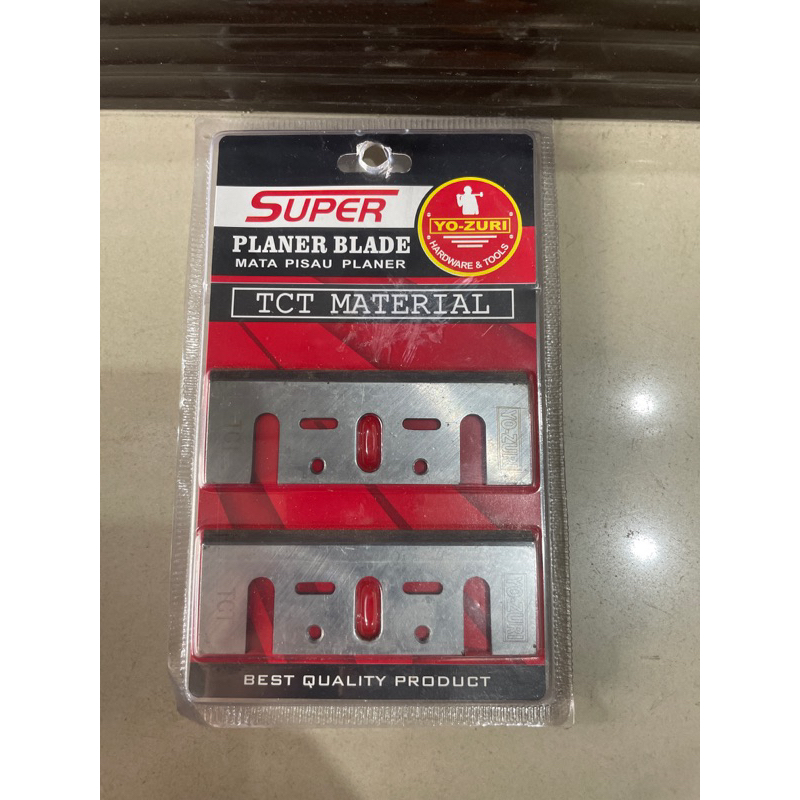 SUPER
PLANER BLADE
MATA PISAU PLANER
YO-ZURI
HARDWARE & TOOLS
TCT MATERIAL
TCT
YO-ZURI
TCT
YO-ZURI
BEST QUALITY PRODUCT